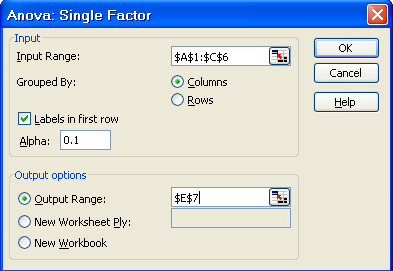 Anova: Single Factor
Input
Input Range: $A$1:$C$6
OK
Cancel
Help
Grouped By: Columns
Rows
Labels in first row
Alpha: 0.1
Output options
Output Range: $E$7
New Worksheet Ply:
New Workbook